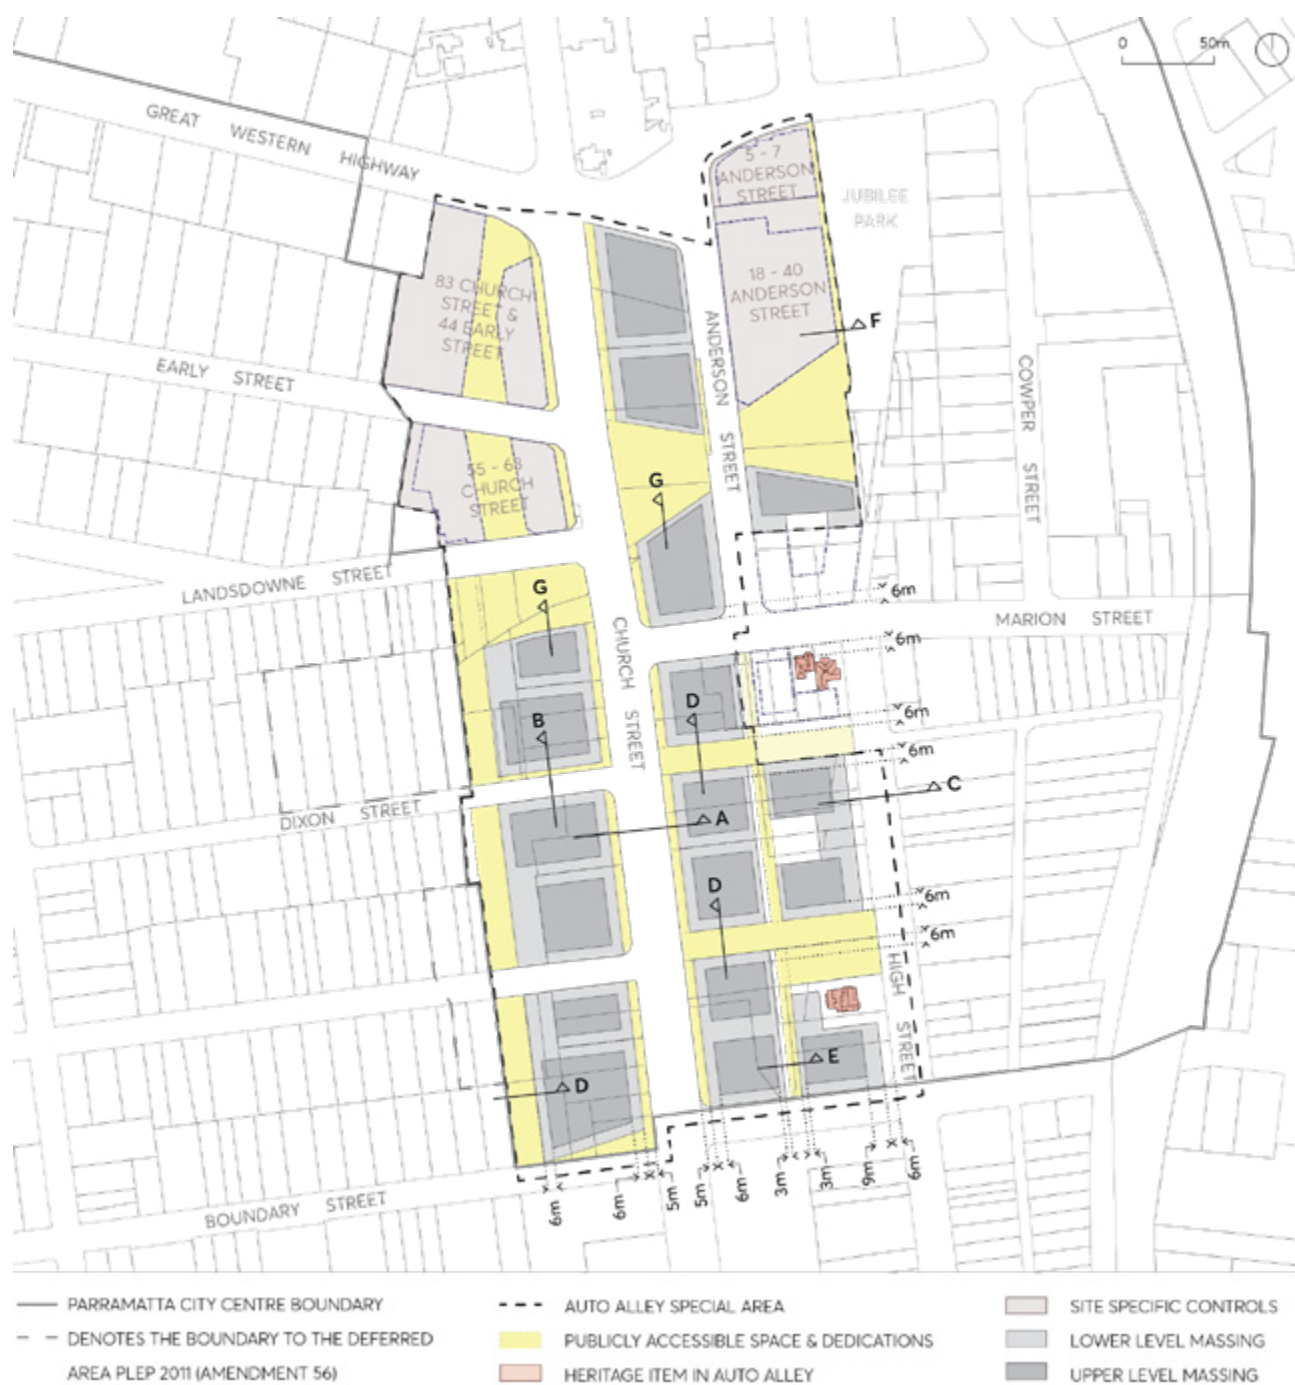 0 50m
GREAT WESTERN HIGHWAY
5 - 7
ANDERSON
STREET
JUBILEE
PARK
83 CHURCH
STREET &
44 EARLY
STREET
18 - 40
ANDERSON
STREET
F
ANDERSON STREET
EARLY STREET
COWPER STREET
55 - 63
CHURCH
STREET
G
LANDSDOWNE STREET
G
6m
MARION STREET
CHURCH STREET
6m
D
B
6m
6m
C
DIXON STREET
A
D
6m
6m
HIGH STREET
E
D
BOUNDARY STREET
6m
6m
5m
5m
6m
3m
3m
9m
6m
PARRAMATTA CITY CENTRE BOUNDARY
DENOTES THE BOUNDARY TO THE DEFERRED
AREA PLEP 2011 (AMENDMENT 56)
AUTO ALLEY SPECIAL AREA
PUBLICLY ACCESSIBLE SPACE & DEDICATIONS
HERITAGE ITEM IN AUTO ALLEY
SITE SPECIFIC CONTROLS
LOWER LEVEL MASSING
UPPER LEVEL MASSING